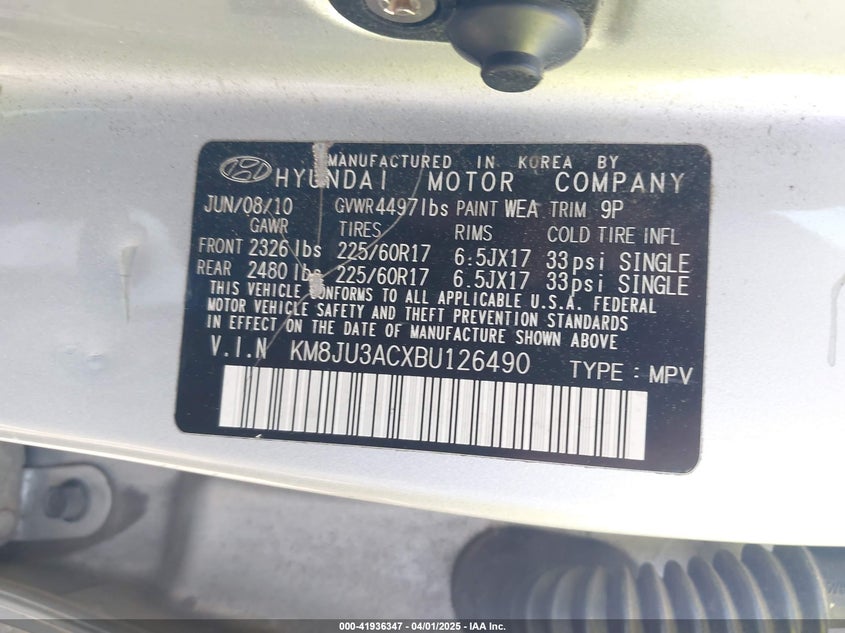 MANUFACTURED IN KOREA BY
HYUNDAI MOTOR COMPANY
JUN/08/10 GVWR 4497lbs PAINT WEA TRIM 9P
GAWR TIRES RIMS COLD TIRE INFL
FRONT 2326 lbs 225/60R17 6.5JX17 33psi SINGLE
REAR 2480 lbs 225/60R17 6.5JX17 33psi SINGLE
THIS VEHICLE CONFORMS TO ALL APPLICABLE U.S.A. FEDERAL
MOTOR VEHICLE SAFETY AND THEFT PREVENTION STANDARDS
IN EFFECT ON THE DATE OF MANUFACTURE SHOWN ABOVE
V.I.N KM8JU3ACXBU126490 TYPE : MPV
000-41936347 / 04/01/2025 - IAA Inc.